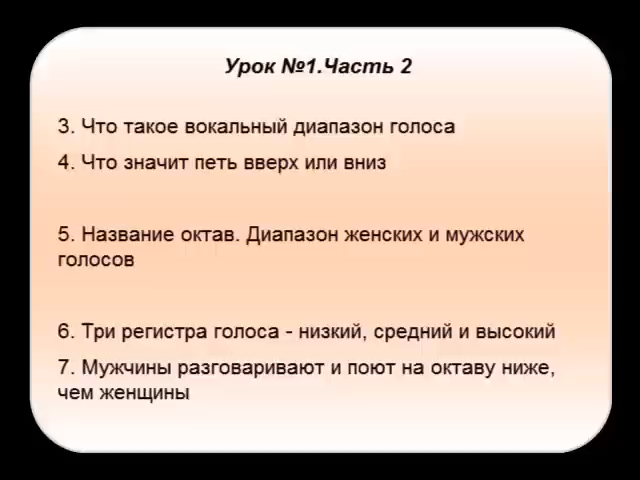 Урок №1.Часть 2
3. Что такое вокальный диапазон голоса
4. Что значит петь вверх или вниз
5. Название октав. Диапазон женских и мужских
голосов
6. Три регистра голоса - низкий, средний и высокий
7. Мужчины разговаривают и поют на октаву ниже,
чем женщины